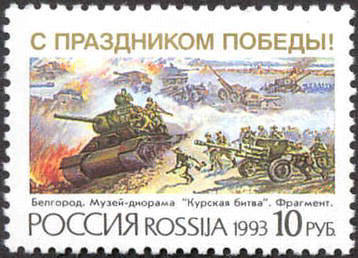 С ПРАЗДНИКОМ ПОБЕДЫ!
Белгород. Музей-диорама "Курская битва". Фрагмент.
РОССИЯ ROSSIJA 1993 10 РУБ.